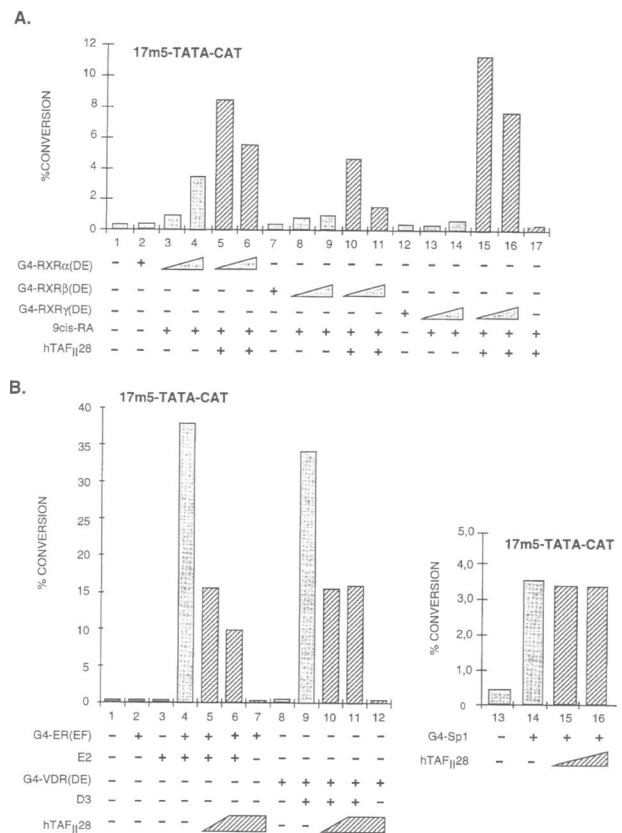 A.
17m5-TATA-CAT
12
10
8
6
4
2
0
%CONVERSION
1 2 3 4 5 6 7 8 9 10 11 12 13 14 15 16 17
G4-RXRα(DE) – + – – – – – – – – – – –
G4-RXRβ(DE) – – – – – – + – – – – – –
G4-RXRγ(DE) – – – – – – – – – – – + –
9cis-RA – – + + + + – + + + + – + + + + +
hTAFII28 – – – – + + – – – + + – – – + + +
B.
17m5-TATA-CAT
40
35
30
25
20
15
10
5
0
% CONVERSION
1 2 3 4 5 6 7 8 9 10 11 12
G4-ER(EF) – + – + + + + – – – – –
E2 – – + + + + – – – – – –
G4-VDR(DE) – – – – – – – + + + + –
D3 – – – – – – – – + + + –
hTAFII28 – – – – – –
17m5-TATA-CAT
5,0
4,0
3,0
2,0
1,0
0
% CONVERSION
13 14 15 16
G4-Sp1 – + + +
hTAFII28 – –